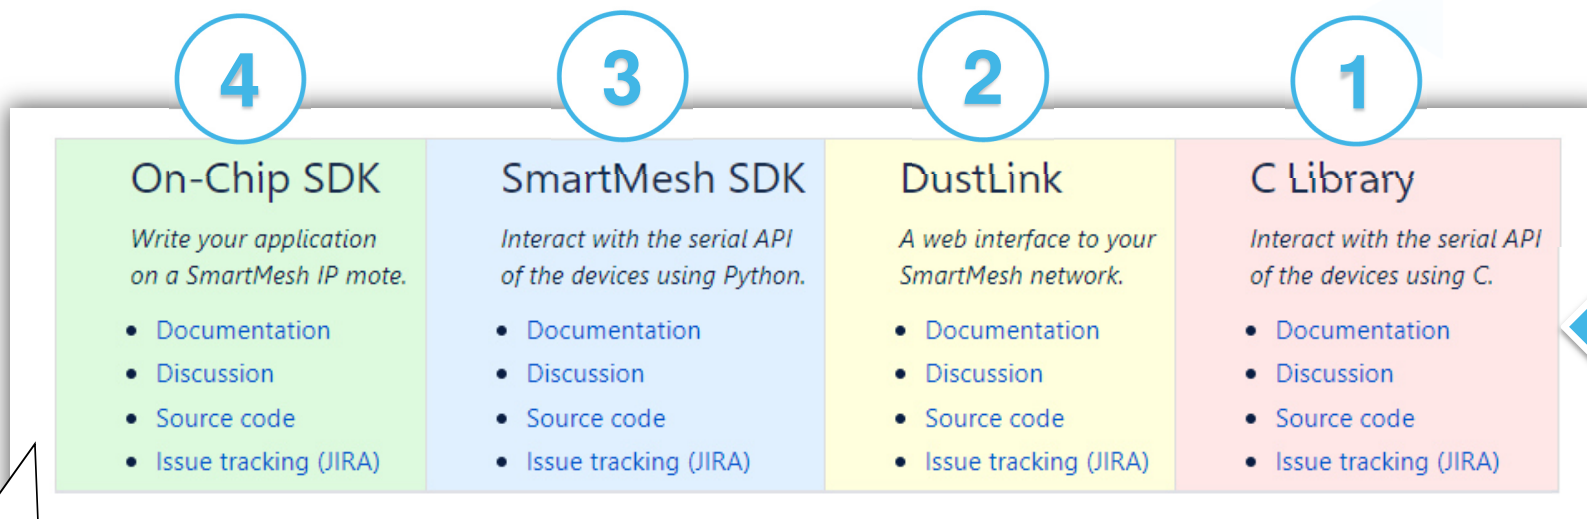 4
3
2
1
On-Chip SDK
Write your application
on a SmartMesh IP mote.
• Documentation
• Discussion
• Source code
• Issue tracking (JIRA)
SmartMesh SDK
Interact with the serial API
of the devices using Python.
• Documentation
• Discussion
• Source code
• Issue tracking (JIRA)
DustLink
A web interface to your
SmartMesh network.
• Documentation
• Discussion
• Source code
• Issue tracking (JIRA)
C Library
Interact with the serial API
of the devices using C.
• Documentation
• Discussion
• Source code
• Issue tracking (JIRA)